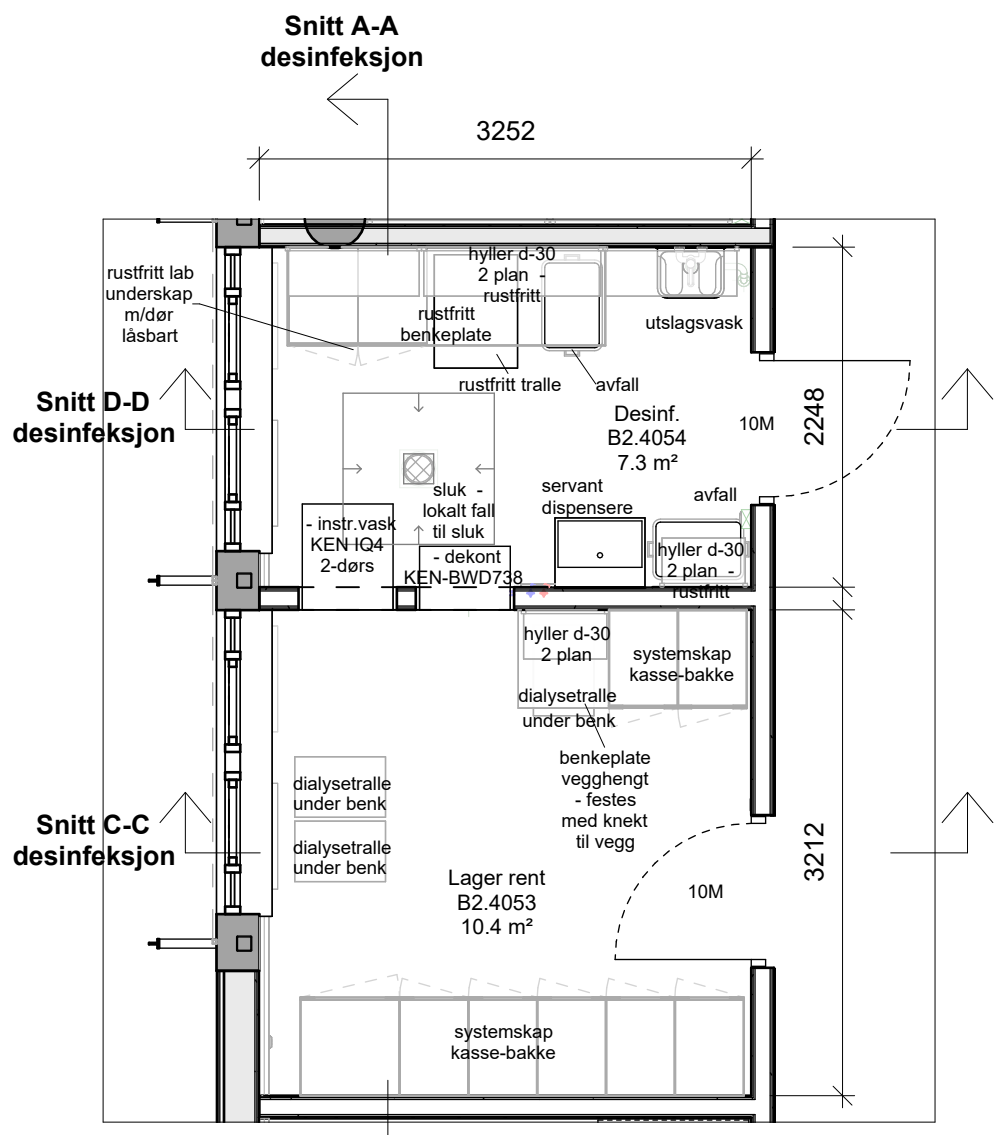 Snitt A-A
desinfeksjon
3252
rustfritt lab
underskap
m/dør
låsbart
hyller d-30
2 plan -
rustfritt
rustfritt
benkeplate
utslagsvask
rustfritt tralle
avfall
Snitt D-D
desinfeksjon
Desinf.
B2.4054
7.3 m²
10M
2248
sluk -
lokalt fall
til sluk
servant
dispensere
avfall
- instr.vask
KEN IQ4
2-dørs
- dekont
KEN-BWD738
hyller d-30
2 plan -
rustfritt
hyller d-30
2 plan
systemskap
kasse-bakke
dialysetralle
under benk
benkeplate
vegghengt
- festes
med knekt
til vegg
dialysetralle
under benk
dialysetralle
under benk
Snitt C-C
desinfeksjon
Lager rent
B2.4053
10.4 m²
10M
3212
systemskap
kasse-bakke